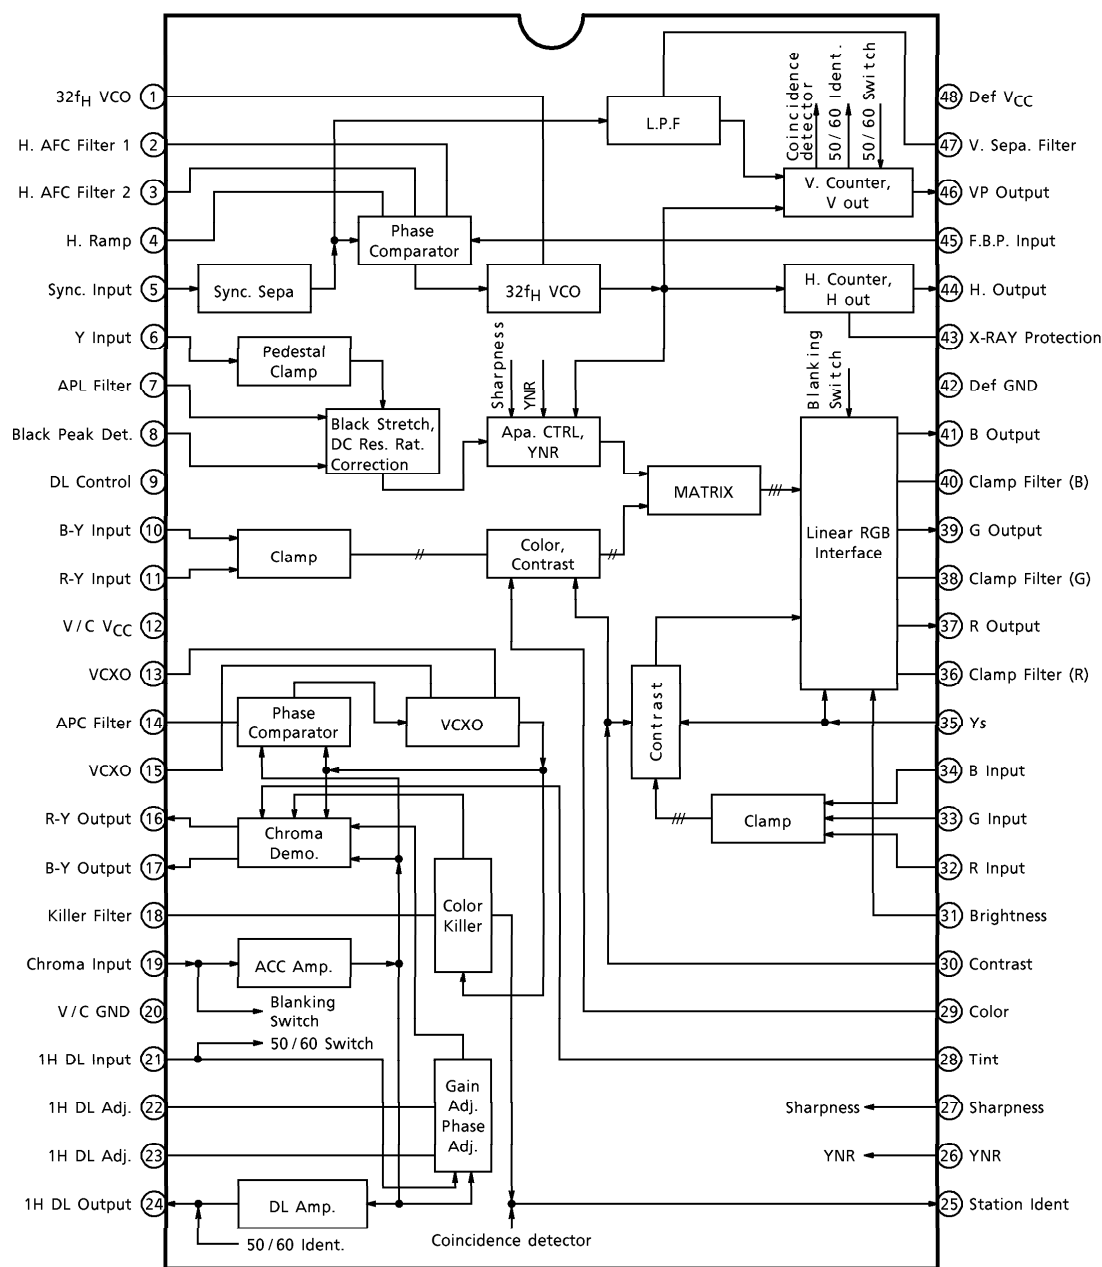 32fH VCO 1
H. AFC Filter 1 2
H. AFC Filter 2 3
H. Ramp 4
Sync. Input 5
Y Input 6
APL Filter 7
Black Peak Det. 8
DL Control 9
B-Y Input 10
R-Y Input 11
V/C VCC 12
VCXO 13
APC Filter 14
VCXO 15
R-Y Output 16
B-Y Output 17
Killer Filter 18
Chroma Input 19
V/C GND 20
1H DL Input 21
1H DL Adj. 22
1H DL Adj. 23
1H DL Output 24
L.P.F
Coincidence
detector
50/60 Ident.
50/60 Switch
V. Counter,
V out
Phase
Comparator
Sync. Sepa
32fH VCO
H. Counter,
H out
Pedestal
Clamp
Sharpness
YNR
Blanking
Switch
Black Stretch,
DC Res. Rat.
Correction
Apa. CTRL,
YNR
MATRIX
Linear RGB
Interface
Clamp
Color,
Contrast
Contrast
Phase
Comparator
VCXO
Clamp
Chroma
Demo.
Color
Killer
ACC Amp.
Blanking
Switch
50/60 Switch
Gain
Adj.
Phase
Adj.
Sharpness
YNR
DL Amp.
50/60 Ident.
Coincidence detector
48 Def VCC
47 V. Sepa. Filter
46 VP Output
45 F.B.P. Input
44 H. Output
43 X-RAY Protection
42 Def GND
41 B Output
40 Clamp Filter (B)
39 G Output
38 Clamp Filter (G)
37 R Output
36 Clamp Filter (R)
35 Ys
34 B Input
33 G Input
32 R Input
31 Brightness
30 Contrast
29 Color
28 Tint
27 Sharpness
26 YNR
25 Station Ident